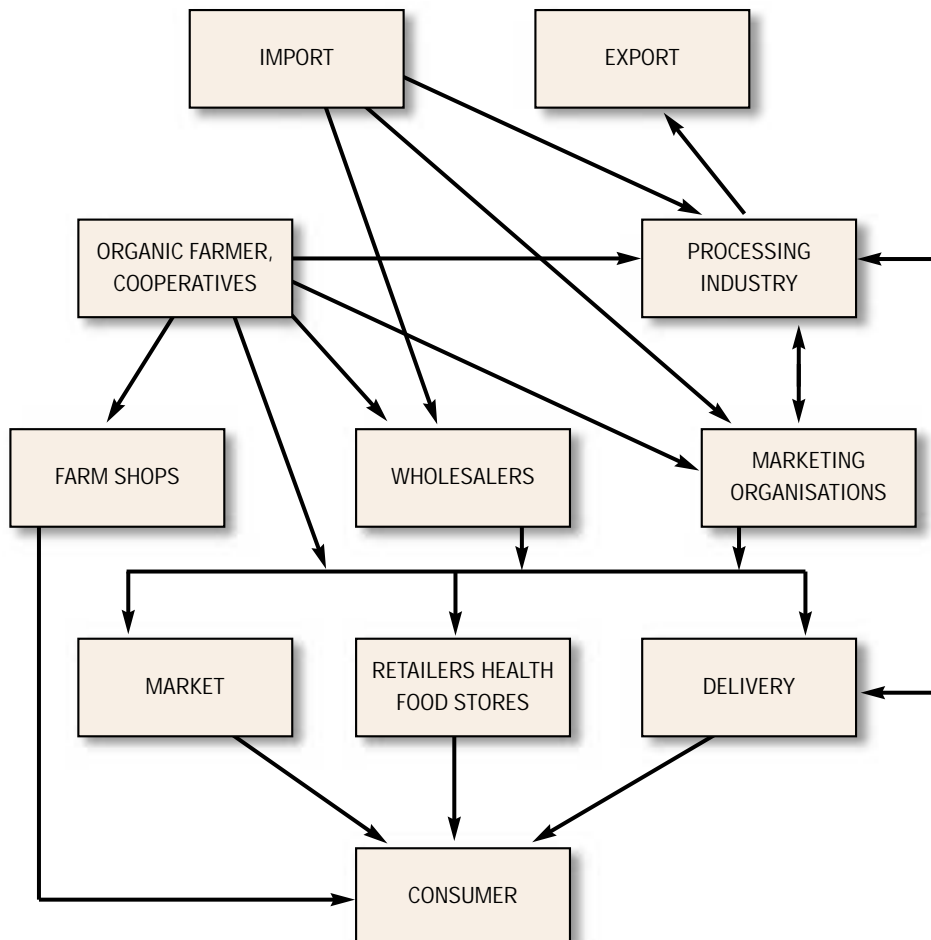 IMPORT
EXPORT
ORGANIC FARMER,
COOPERATIVES
PROCESSING
INDUSTRY
FARM SHOPS
WHOLESALERS
MARKETING
ORGANISATIONS
MARKET
RETAILERS HEALTH
FOOD STORES
DELIVERY
CONSUMER